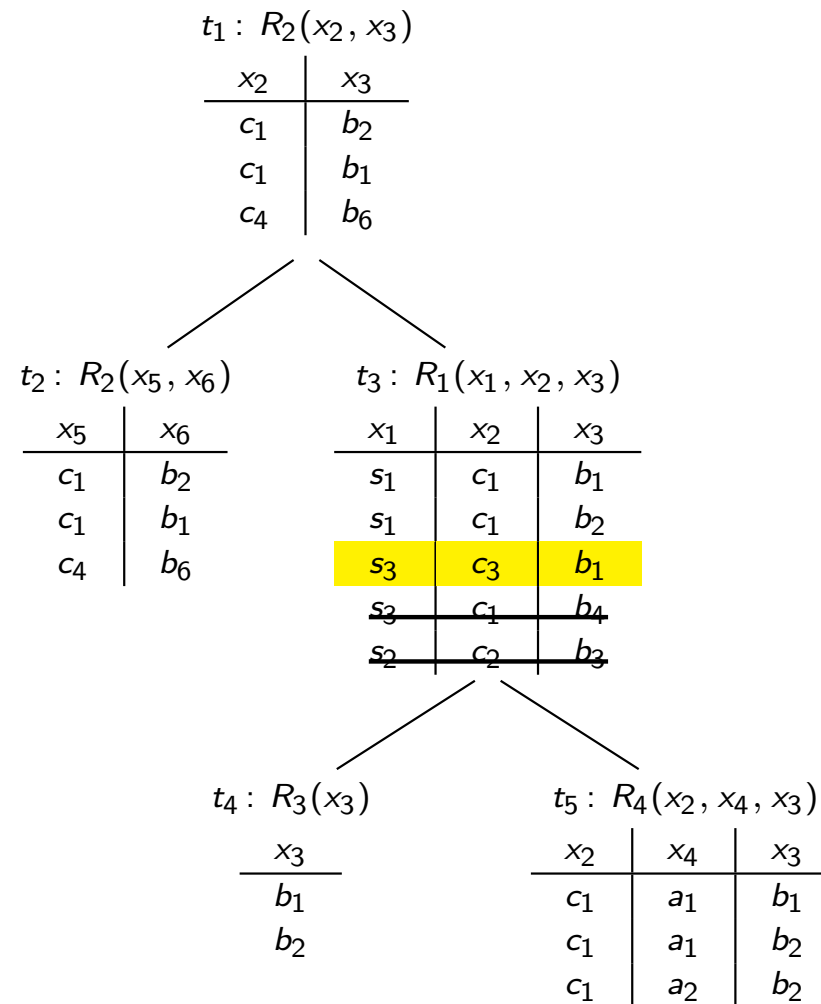 t₁ : R₂(x₂, x₃)
x₂ x₃
c₁ b₂
c₁ b₁
c₄ b₆
t₂ : R₂(x₅, x₆)
x₅ x₆
c₁ b₂
c₁ b₁
c₄ b₆
t₃ : R₁(x₁, x₂, x₃)
x₁ x₂ x₃
s₁ c₁ b₁
s₁ c₁ b₂
s₃ c₃ b₁
s₃ c₁ b₄
s₂ c₂ b₃
t₄ : R₃(x₃)
x₃
b₁
b₂
t₅ : R₄(x₂, x₄, x₃)
x₂ x₄ x₃
c₁ a₁ b₁
c₁ a₁ b₂
c₁ a₂ b₂